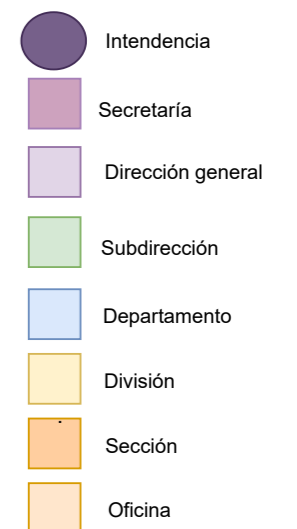 Intendencia
Secretaría
Dirección general
Subdirección
Departamento
División
Sección
Oficina